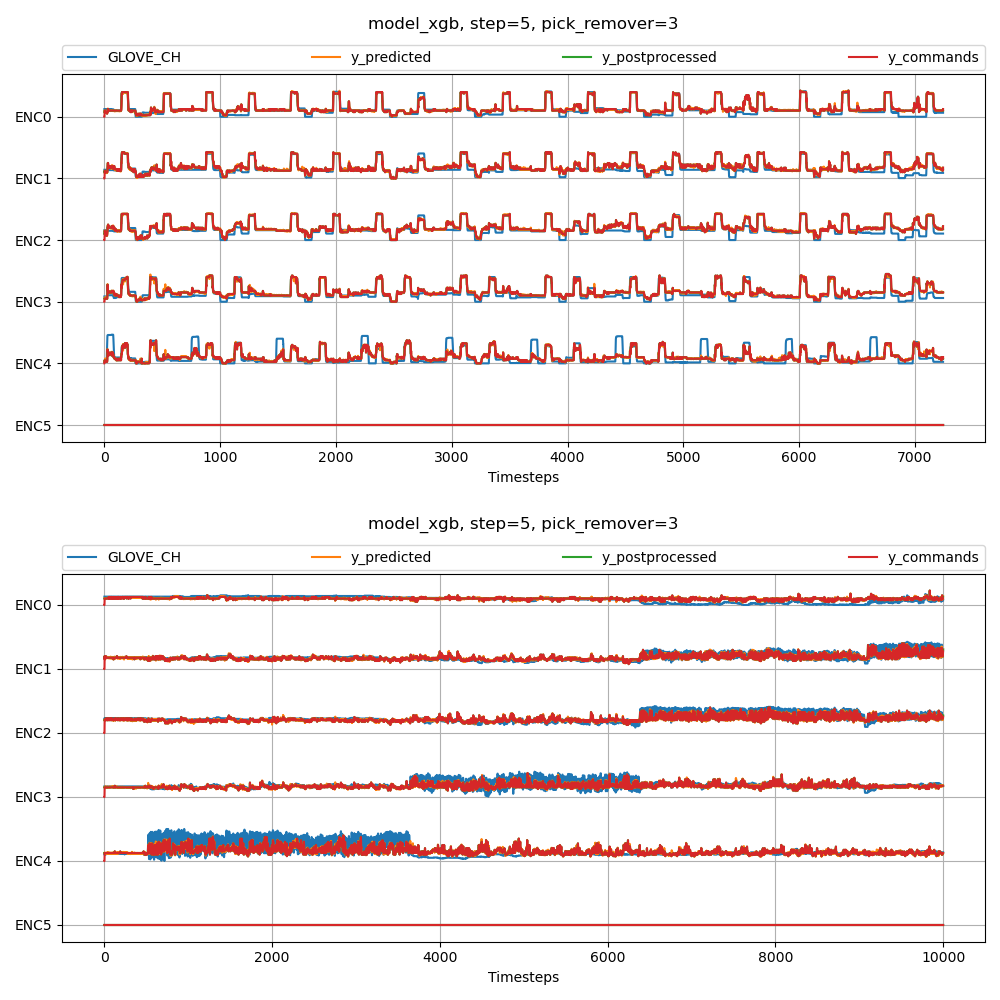 model_xgb, step=5, pick_remover=3
GLOVE_CH y_predicted y_postprocessed y_commands
ENC0
ENC1
ENC2
ENC3
ENC4
ENC5
0 1000 2000 3000 4000 5000 6000 7000
Timesteps
model_xgb, step=5, pick_remover=3
GLOVE_CH y_predicted y_postprocessed y_commands
ENC0
ENC1
ENC2
ENC3
ENC4
ENC5
0 2000 4000 6000 8000 10000
Timesteps